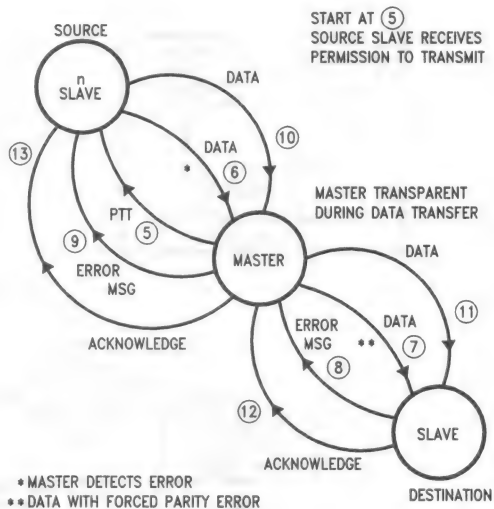 SOURCE
START AT ⑤
SOURCE SLAVE RECEIVES
PERMISSION TO TRANSMIT
n
SLAVE
DATA
⑩
DATA
*
⑥
⑬
PTT
⑤
⑨
ERROR
MSG
ACKNOWLEDGE
MASTER TRANSPARENT
DURING DATA TRANSFER
MASTER
DATA
⑪
DATA
**
⑦
ERROR
MSG
⑧
⑫
ACKNOWLEDGE
SLAVE
DESTINATION
*MASTER DETECTS ERROR
**DATA WITH FORCED PARITY ERROR